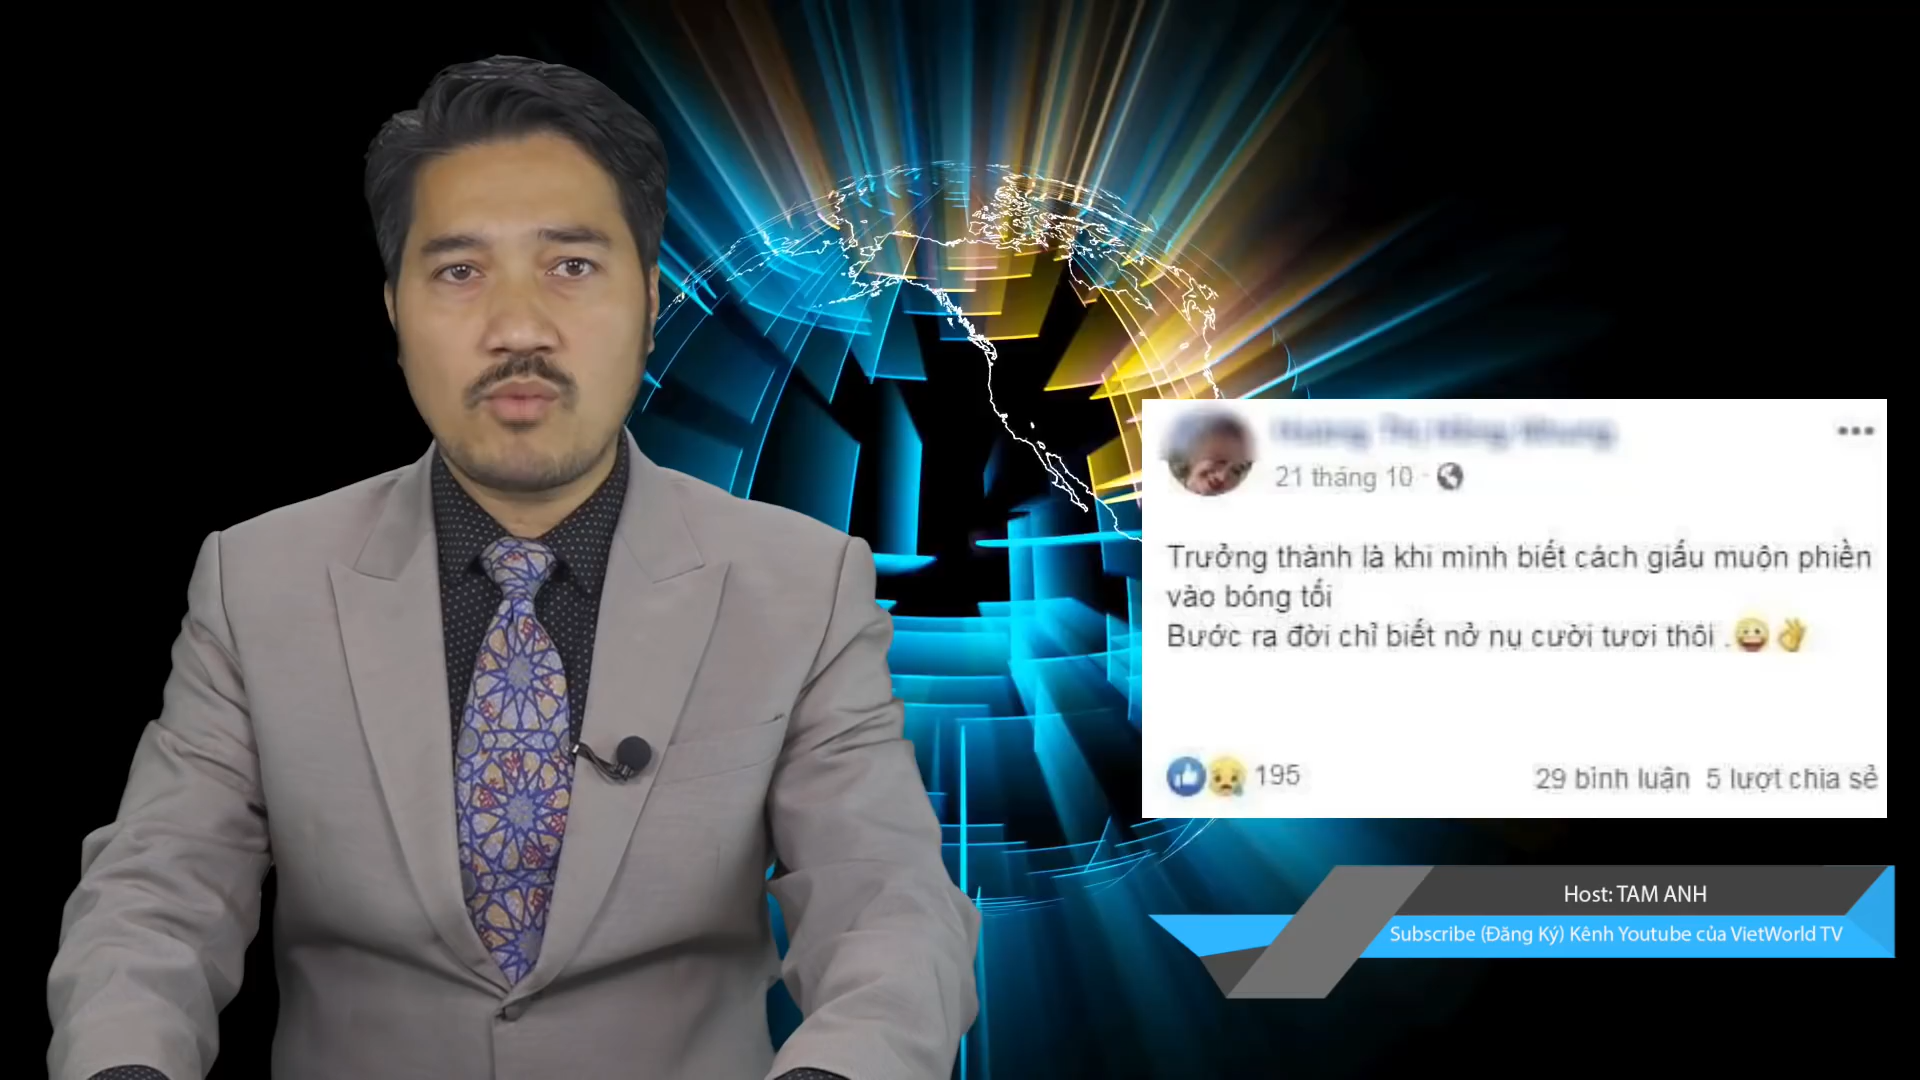 21 tháng 10
Trưởng thành là khi mình biết cách giấu muộn phiền
vào bóng tối
Bước ra đời chỉ biết nở nụ cười tươi thôi .😀👌
195
29 bình luận 5 lượt chia sẻ
Host: TAM ANH
Subscribe (Đăng Ký) Kênh Youtube của VietWorld TV